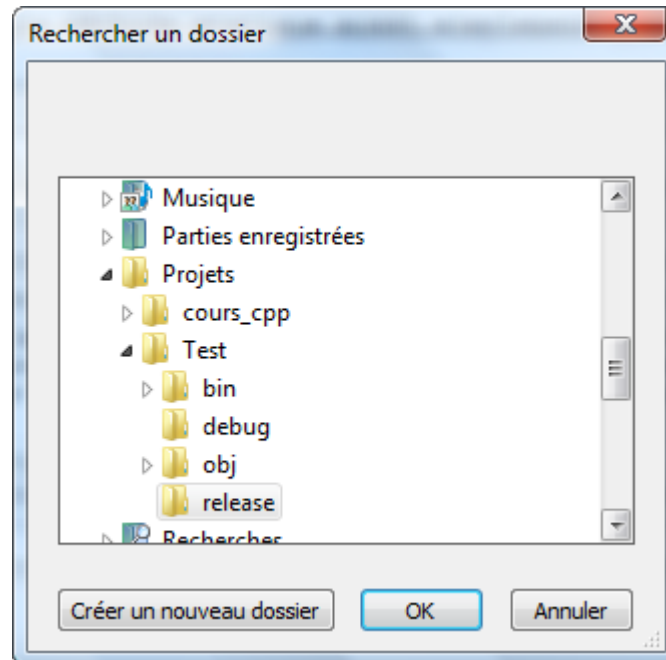 Rechercher un dossier
Musique
Parties enregistrées
Projets
cours_cpp
Test
bin
debug
obj
release
Recherches
Créer un nouveau dossier OK Annuler